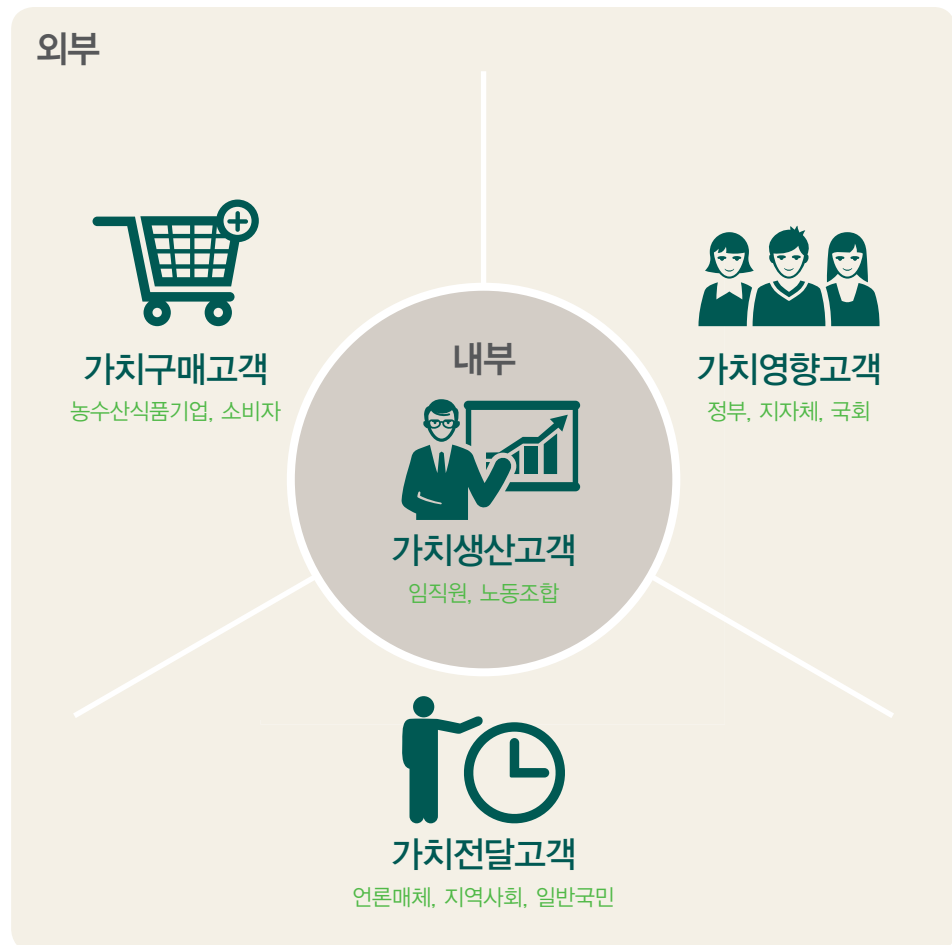 외부
가치구매고객
농수산식품기업, 소비자
가치영향고객
정부, 지자체, 국회
내부
가치생산고객
임직원, 노동조합
가치전달고객
언론매체, 지역사회, 일반국민